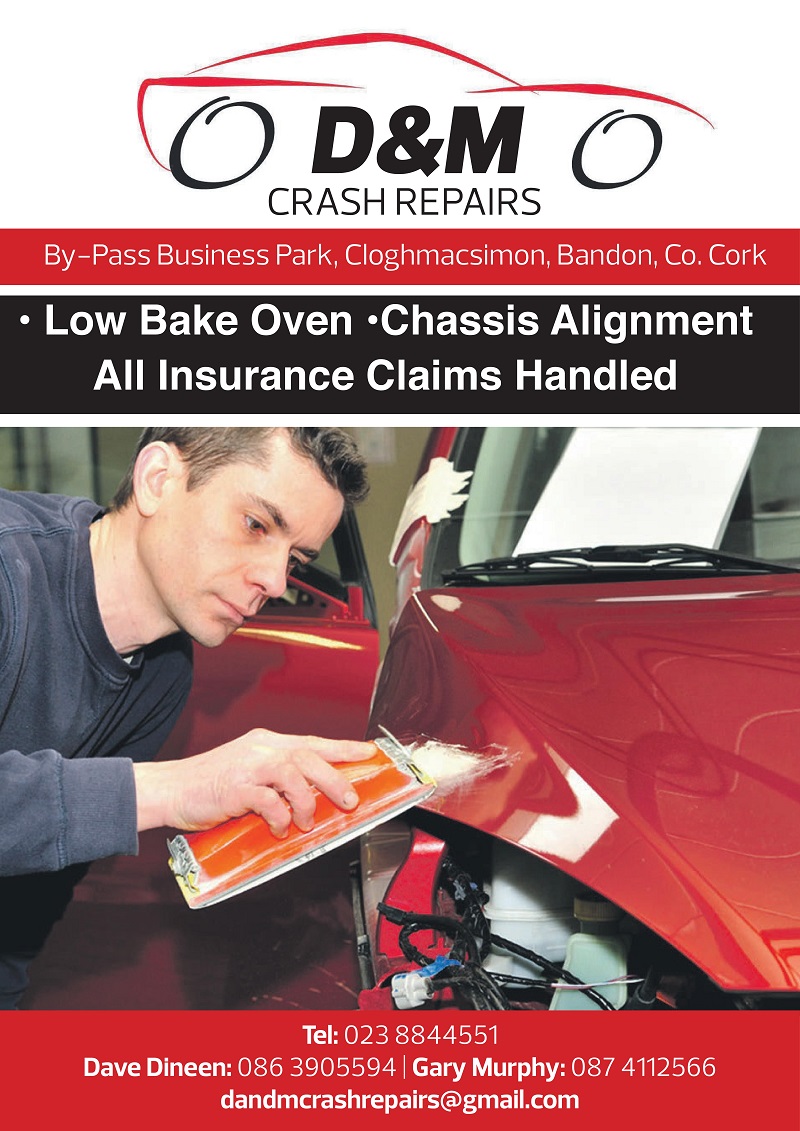 D&M
CRASH REPAIRS
By-Pass Business Park, Cloghmacsimon, Bandon, Co. Cork
• Low Bake Oven •Chassis Alignment
All Insurance Claims Handled
Tel: 023 8844551
Dave Dineen: 086 3905594 | Gary Murphy: 087 4112566
dandmcrashrepairs@gmail.com